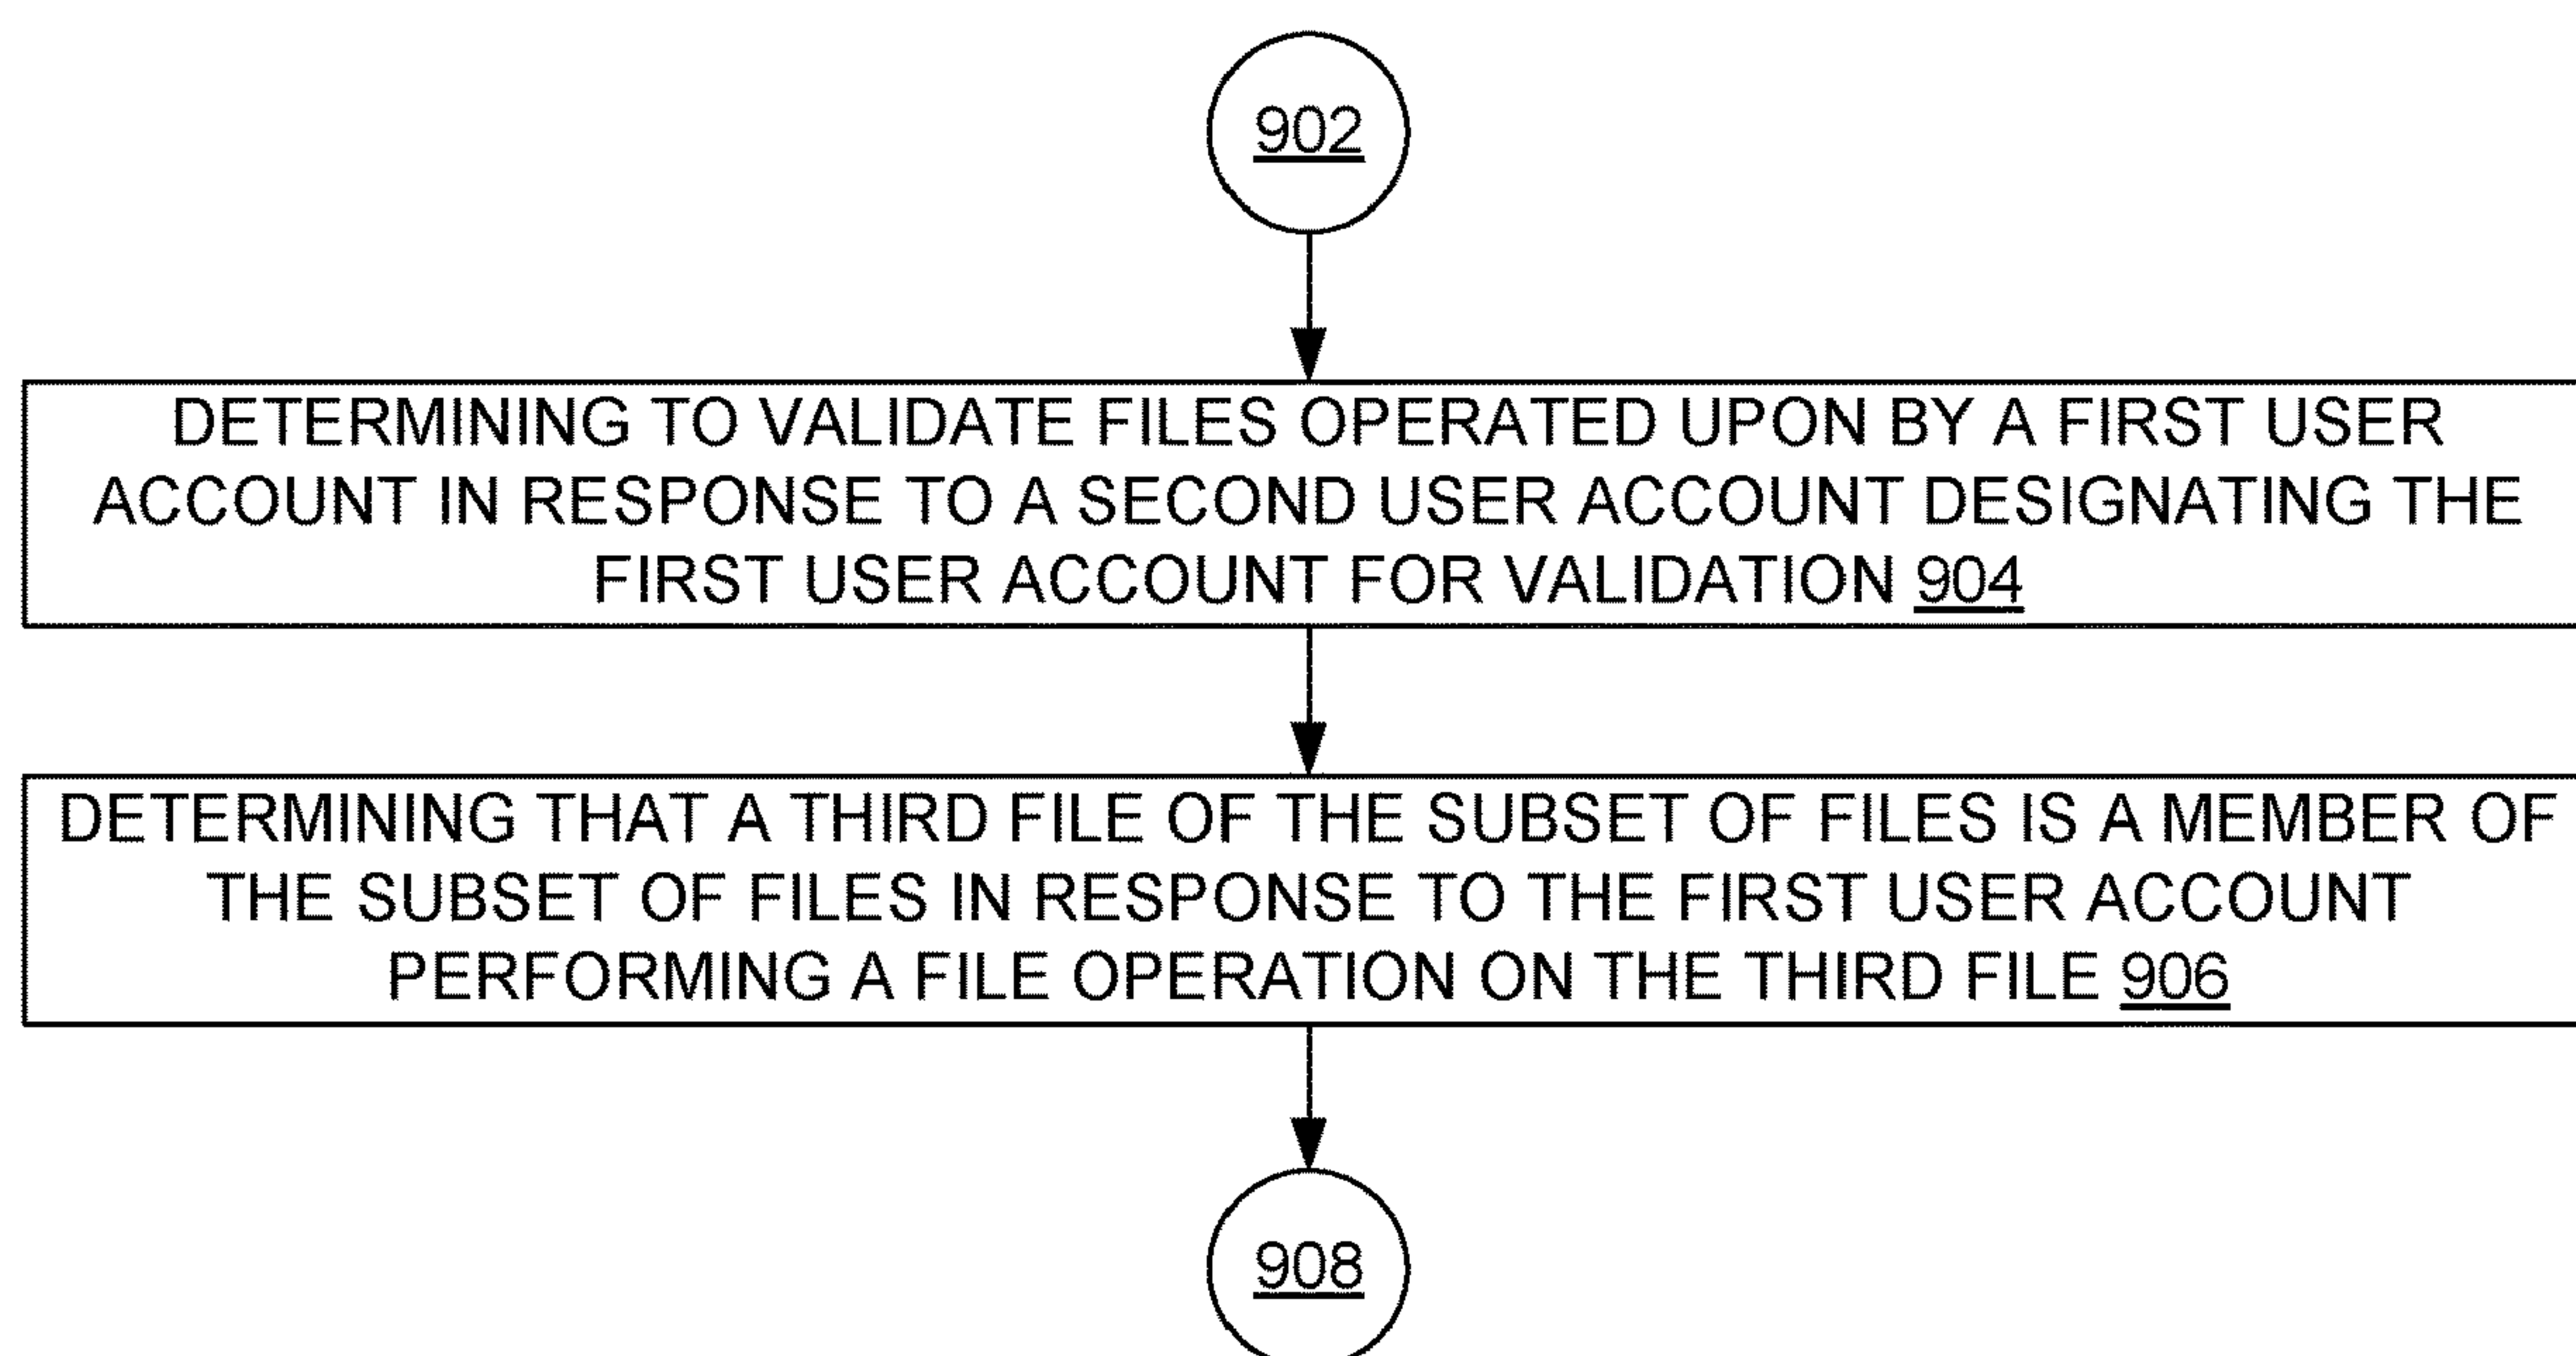 902
DETERMINING TO VALIDATE FILES OPERATED UPON BY A FIRST USER
ACCOUNT IN RESPONSE TO A SECOND USER ACCOUNT DESIGNATING THE
FIRST USER ACCOUNT FOR VALIDATION 904
DETERMINING THAT A THIRD FILE OF THE SUBSET OF FILES IS A MEMBER OF
THE SUBSET OF FILES IN RESPONSE TO THE FIRST USER ACCOUNT
PERFORMING A FILE OPERATION ON THE THIRD FILE 906
908